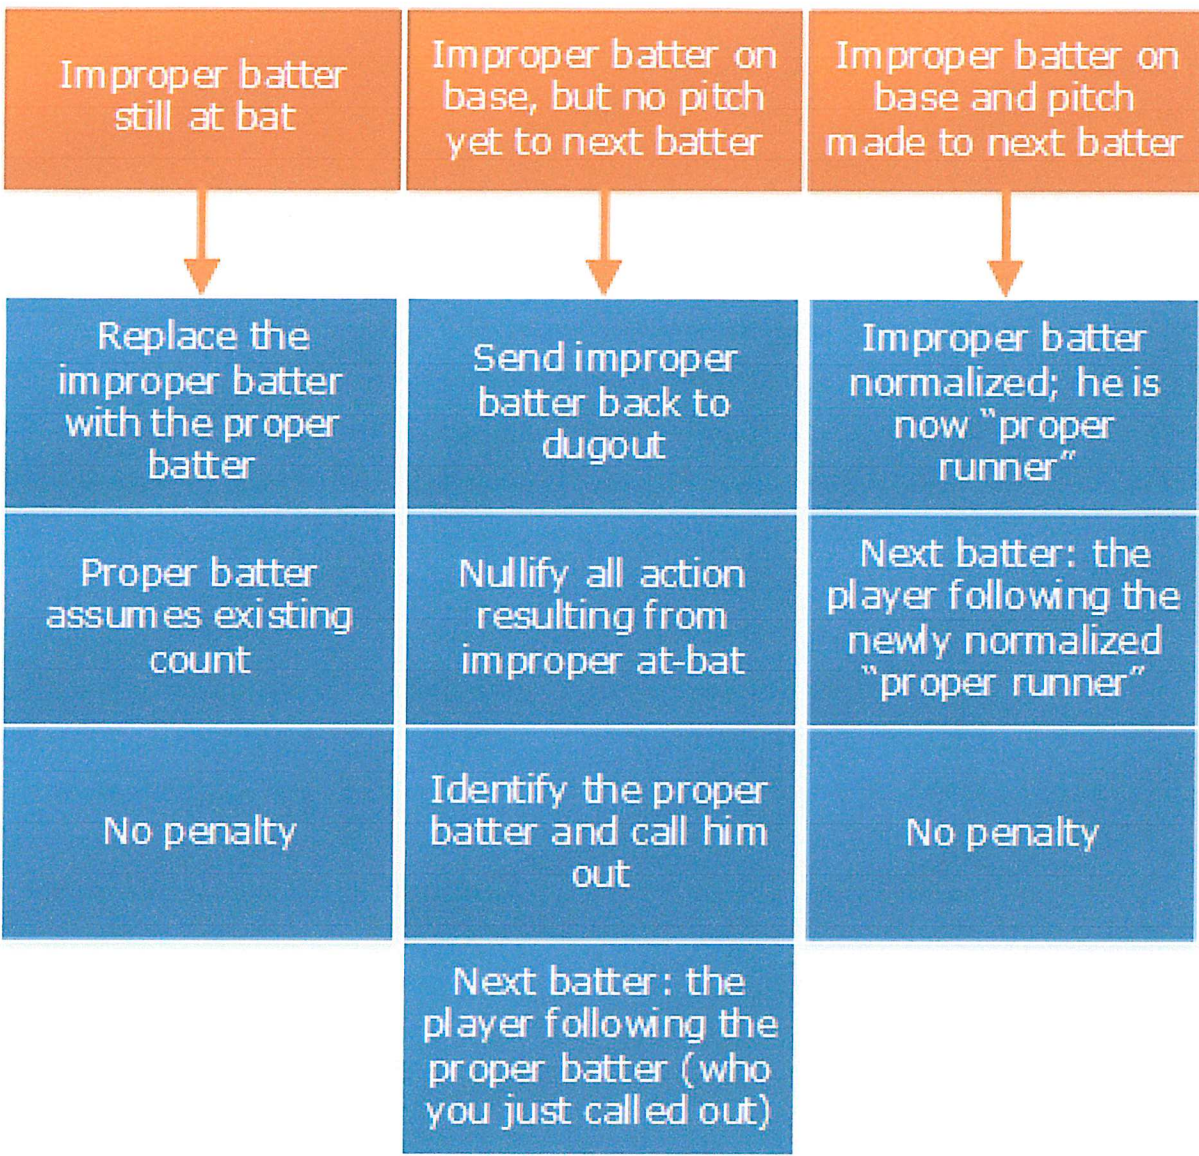 Improper batter
still at bat
Improper batter on
base, but no pitch
yet to next batter
Improper batter on
base and pitch
made to next batter
Replace the
improper batter
with the proper
batter
Proper batter
assumes existing
count
No penalty
Send improper
batter back to
dugout
Nullify all action
resulting from
improper at-bat
Identify the proper
batter and call him
out
Next batter: the
player following the
proper batter (who
you just called out)
Improper batter
normalized; he is
now “proper
runner”
Next batter: the
player following the
newly normalized
“proper runner”
No penalty